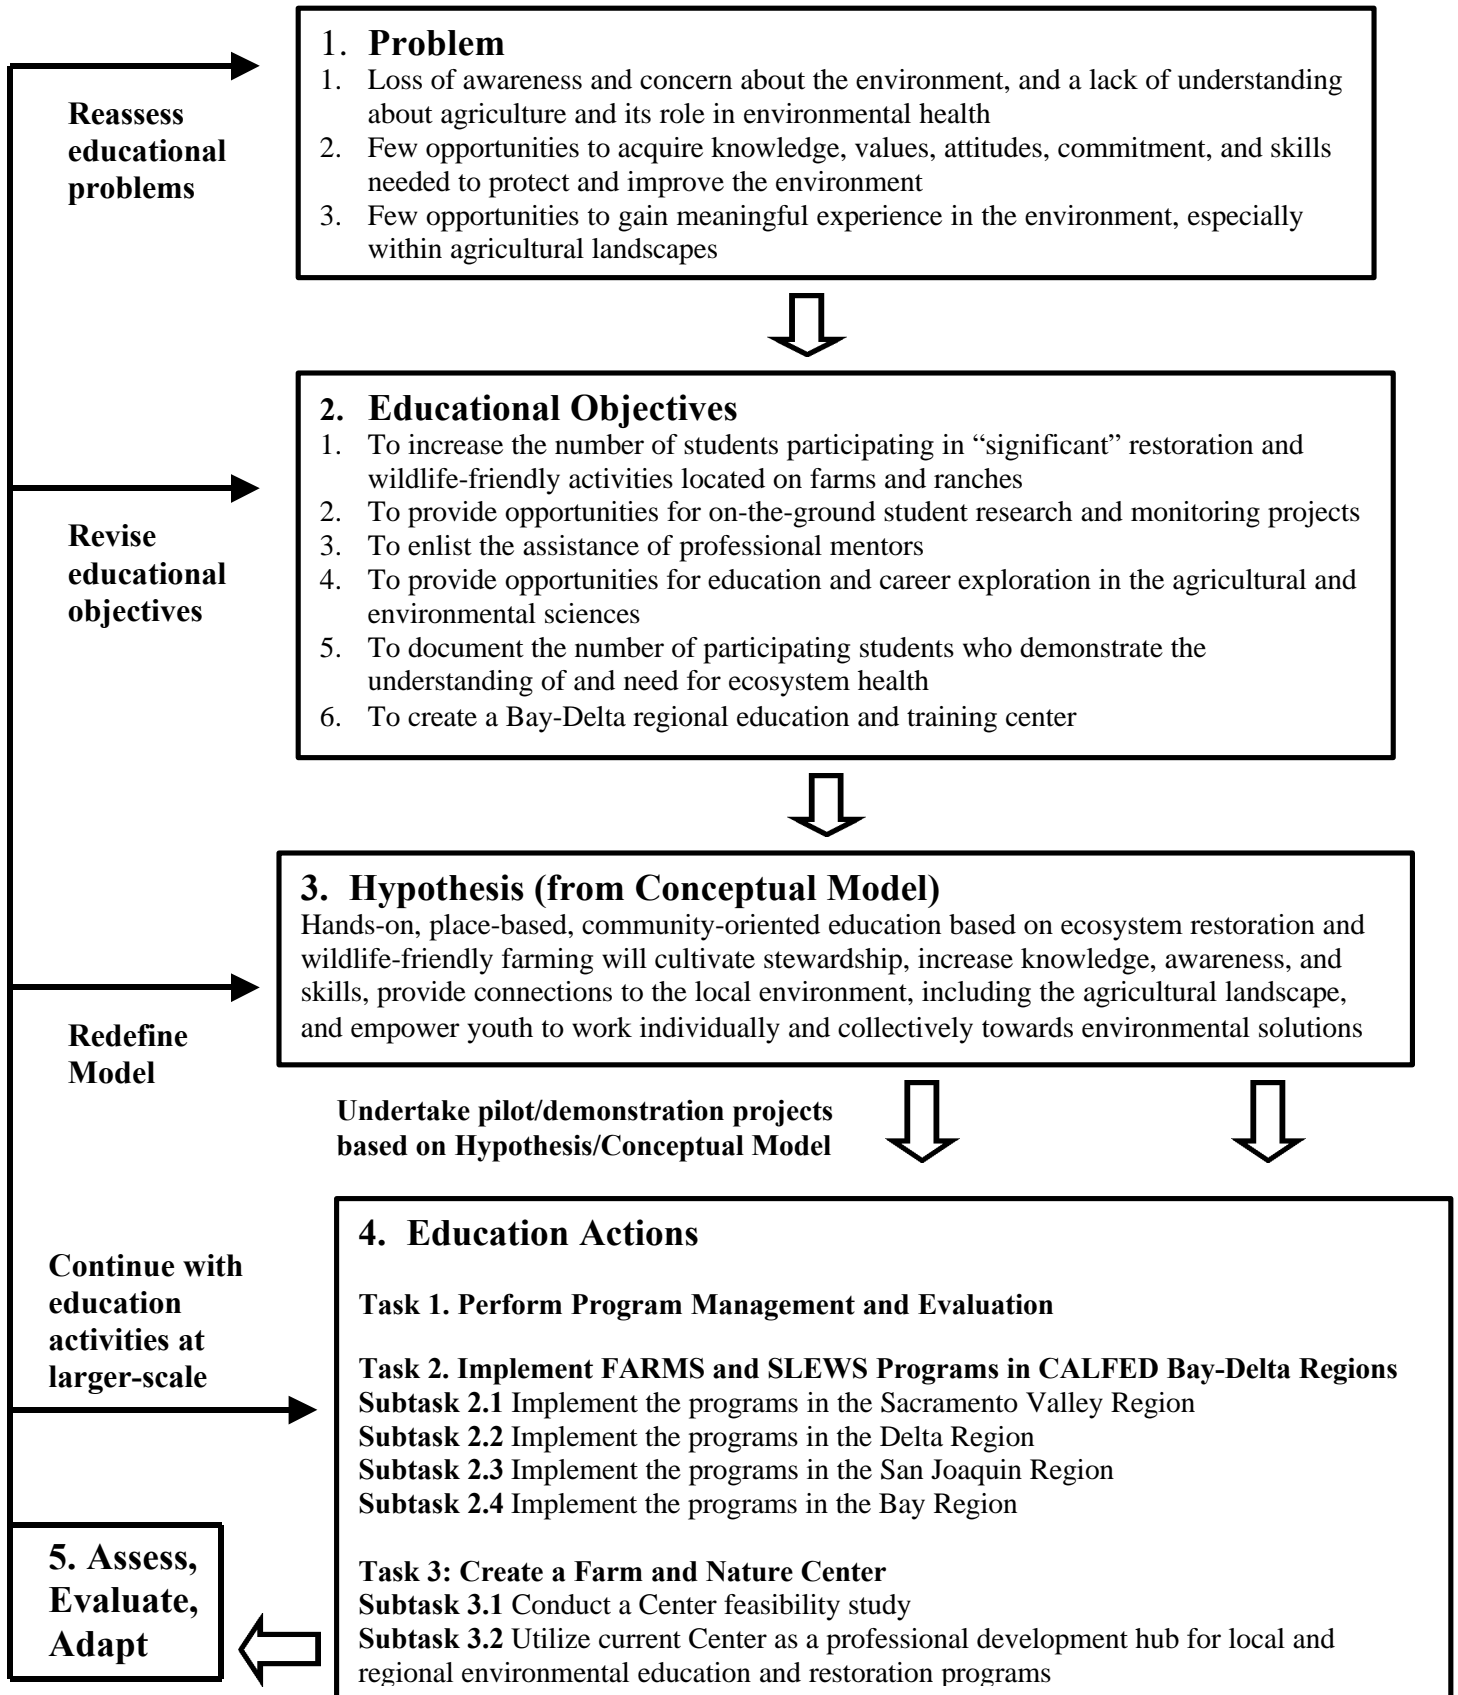 1. Problem
1. Loss of awareness and concern about the environment, and a lack of understanding
about agriculture and its role in environmental health
2. Few opportunities to acquire knowledge, values, attitudes, commitment, and skills
needed to protect and improve the environment
3. Few opportunities to gain meaningful experience in the environment, especially
within agricultural landscapes
Reassess
educational
problems
2. Educational Objectives
1. To increase the number of students participating in “significant” restoration and
wildlife-friendly activities located on farms and ranches
2. To provide opportunities for on-the-ground student research and monitoring projects
3. To enlist the assistance of professional mentors
4. To provide opportunities for education and career exploration in the agricultural and
environmental sciences
5. To document the number of participating students who demonstrate the
understanding of and need for ecosystem health
6. To create a Bay-Delta regional education and training center
Revise
educational
objectives
3. Hypothesis (from Conceptual Model)
Hands-on, place-based, community-oriented education based on ecosystem restoration and
wildlife-friendly farming will cultivate stewardship, increase knowledge, awareness, and
skills, provide connections to the local environment, including the agricultural landscape,
and empower youth to work individually and collectively towards environmental solutions
Redefine
Model
Undertake pilot/demonstration projects
based on Hypothesis/Conceptual Model
4. Education Actions
Task 1. Perform Program Management and Evaluation
Task 2. Implement FARMS and SLEWS Programs in CALFED Bay-Delta Regions
Subtask 2.1 Implement the programs in the Sacramento Valley Region
Subtask 2.2 Implement the programs in the Delta Region
Subtask 2.3 Implement the programs in the San Joaquin Region
Subtask 2.4 Implement the programs in the Bay Region
Task 3: Create a Farm and Nature Center
Subtask 3.1 Conduct a Center feasibility study
Subtask 3.2 Utilize current Center as a professional development hub for local and
regional environmental education and restoration programs
Continue with
education
activities at
larger-scale
5. Assess,
Evaluate,
Adapt